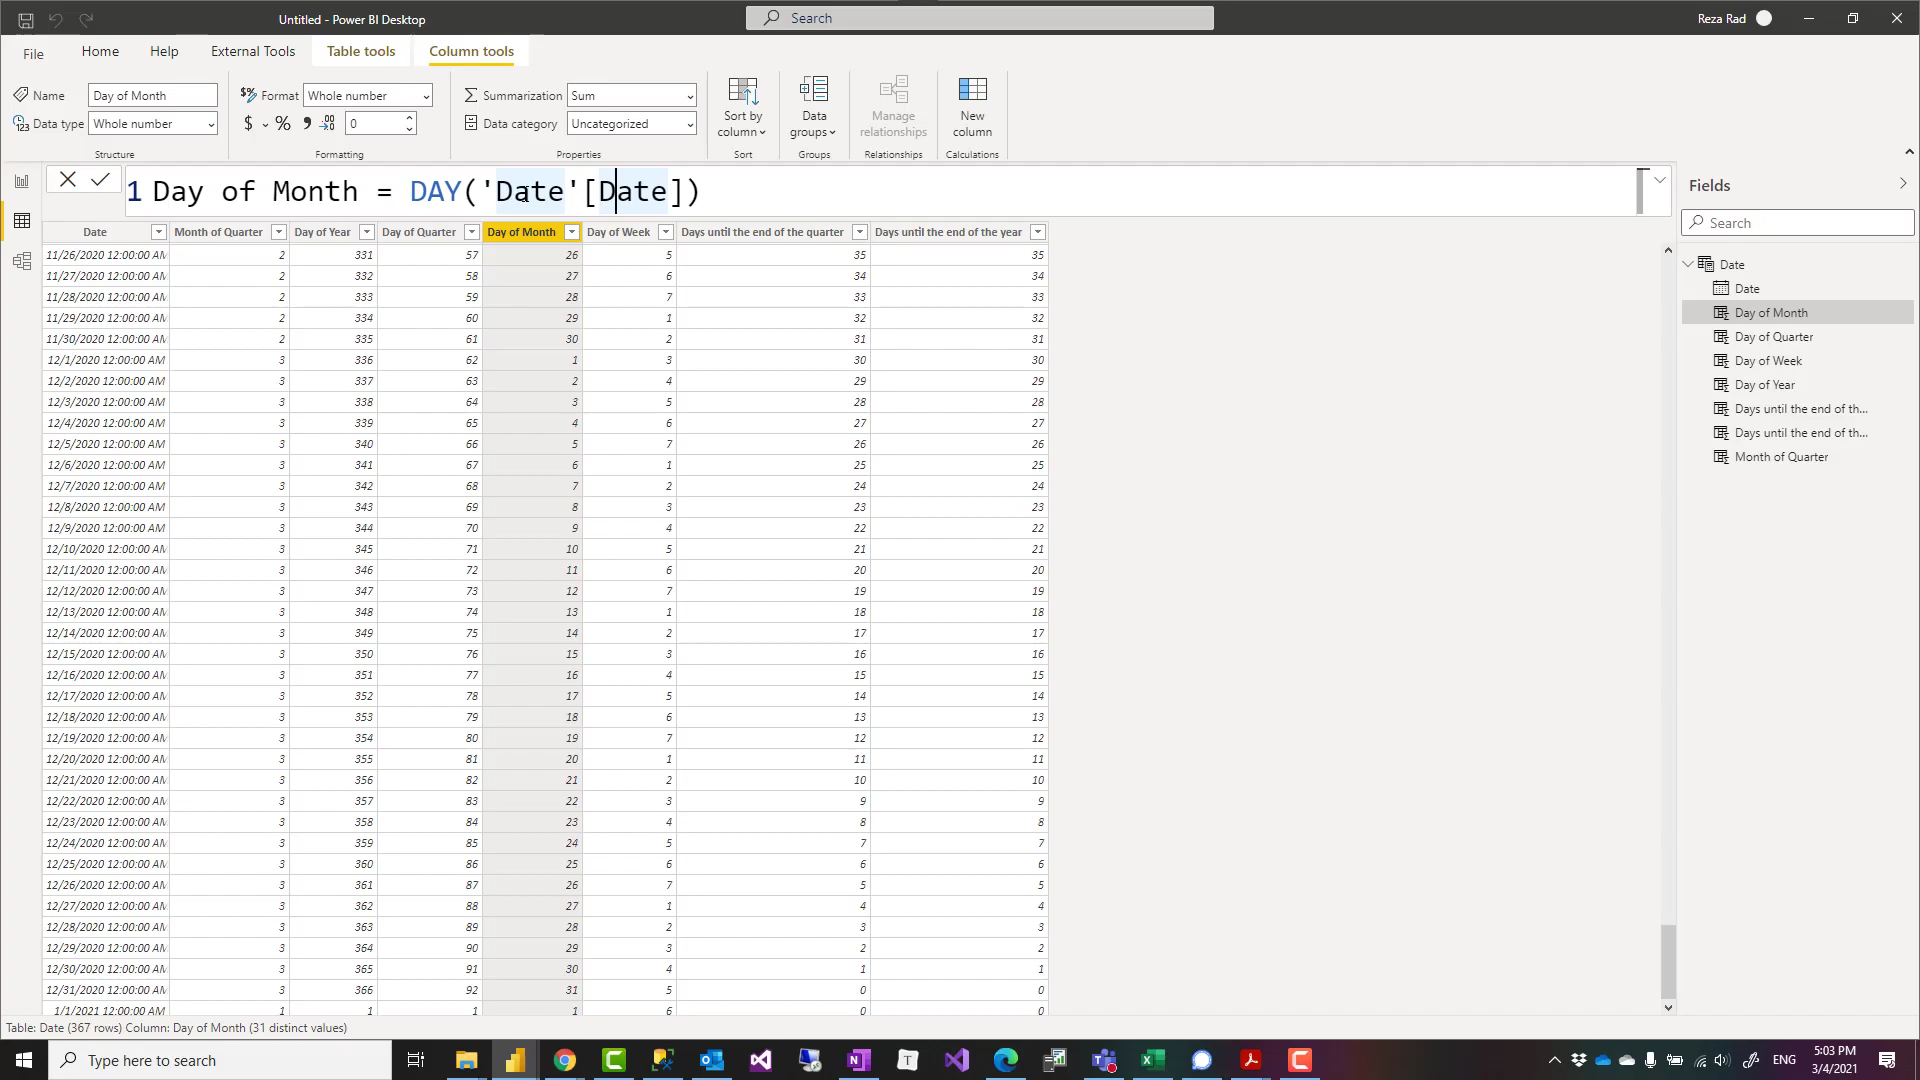 Untitled - Power BI Desktop
Search
Reza Rad
File
Home
Help
External Tools
Table tools
Column tools
Name
Day of Month
Format
Whole number
Summarization
Sum
Data type
Whole number
$ % 9 .00
0
Data category
Uncategorized
Sort by column
Data groups
Manage relationships
New column
Structure
Formatting
Properties
Sort
Groups
Relationships
Calculations
1 Day of Month = DAY('Date'[Date])
Date Month of Quarter Day of Year Day of Quarter Day of Month Day of Week Days until the end of the quarter Days until the end of the year
11/26/2020 12:00:00 AM 2 331 57 26 5 35 35
11/27/2020 12:00:00 AM 2 332 58 27 6 34 34
11/28/2020 12:00:00 AM 2 333 59 28 7 33 33
11/29/2020 12:00:00 AM 2 334 60 29 1 32 32
11/30/2020 12:00:00 AM 2 335 61 30 2 31 31
12/1/2020 12:00:00 AM 3 336 62 1 3 30 30
12/2/2020 12:00:00 AM 3 337 63 2 4 29 29
12/3/2020 12:00:00 AM 3 338 64 3 5 28 28
12/4/2020 12:00:00 AM 3 339 65 4 6 27 27
12/5/2020 12:00:00 AM 3 340 66 5 7 26 26
12/6/2020 12:00:00 AM 3 341 67 6 1 25 25
12/7/2020 12:00:00 AM 3 342 68 7 2 24 24
12/8/2020 12:00:00 AM 3 343 69 8 3 23 23
12/9/2020 12:00:00 AM 3 344 70 9 4 22 22
12/10/2020 12:00:00 AM 3 345 71 10 5 21 21
12/11/2020 12:00:00 AM 3 346 72 11 6 20 20
12/12/2020 12:00:00 AM 3 347 73 12 7 19 19
12/13/2020 12:00:00 AM 3 348 74 13 1 18 18
12/14/2020 12:00:00 AM 3 349 75 14 2 17 17
12/15/2020 12:00:00 AM 3 350 76 15 3 16 16
12/16/2020 12:00:00 AM 3 351 77 16 4 15 15
12/17/2020 12:00:00 AM 3 352 78 17 5 14 14
12/18/2020 12:00:00 AM 3 353 79 18 6 13 13
12/19/2020 12:00:00 AM 3 354 80 19 7 12 12
12/20/2020 12:00:00 AM 3 355 81 20 1 11 11
12/21/2020 12:00:00 AM 3 356 82 21 2 10 10
12/22/2020 12:00:00 AM 3 357 83 22 3 9 9
12/23/2020 12:00:00 AM 3 358 84 23 4 8 8
12/24/2020 12:00:00 AM 3 359 85 24 5 7 7
12/25/2020 12:00:00 AM 3 360 86 25 6 6 6
12/26/2020 12:00:00 AM 3 361 87 26 7 5 5
12/27/2020 12:00:00 AM 3 362 88 27 1 4 4
12/28/2020 12:00:00 AM 3 363 89 28 2 3 3
12/29/2020 12:00:00 AM 3 364 90 29 3 2 2
12/30/2020 12:00:00 AM 3 365 91 30 4 1 1
12/31/2020 12:00:00 AM 3 366 92 31 5 0 0
1/1/2021 12:00:00 AM 1 1 1 1 6 0 0
Fields
Search
Date
Date
Day of Month
Day of Quarter
Day of Week
Day of Year
Days until the end of th...
Days until the end of th...
Month of Quarter
Table: Date (367 rows) Column: Day of Month (31 distinct values)
Type here to search
ENG
5:03 PM
3/4/2021